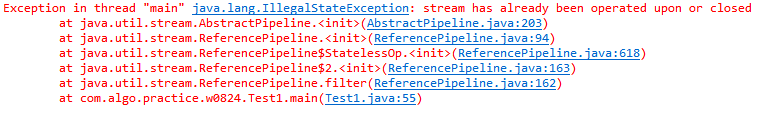 Exception in thread "main" java.lang.IllegalStateException: stream has already been operated upon or closed
at java.util.stream.AbstractPipeline.<init>(AbstractPipeline.java:203)
at java.util.stream.ReferencePipeline.<init>(ReferencePipeline.java:94)
at java.util.stream.ReferencePipeline$StatelessOp.<init>(ReferencePipeline.java:618)
at java.util.stream.ReferencePipeline$2.<init>(ReferencePipeline.java:163)
at java.util.stream.ReferencePipeline.filter(ReferencePipeline.java:162)
at com.algo.practice.w0824.Test1.main(Test1.java:55)